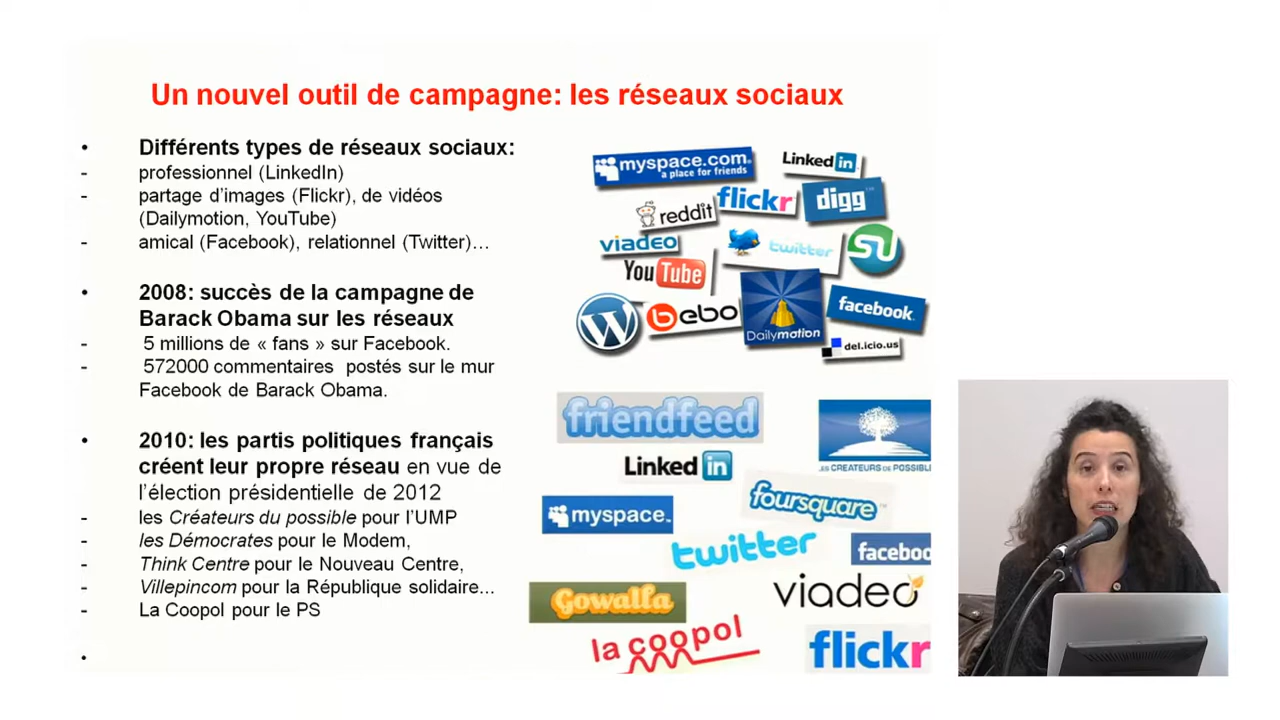 Un nouvel outil de campagne: les réseaux sociaux
• Différents types de réseaux sociaux:
- professionnel (LinkedIn)
- partage d'images (Flickr), de vidéos
(Dailymotion, YouTube)
- amical (Facebook), relationnel (Twitter)…
• 2008: succès de la campagne de
Barack Obama sur les réseaux
- 5 millions de « fans » sur Facebook.
- 572000 commentaires postés sur le mur
Facebook de Barack Obama.
• 2010: les partis politiques français
créent leur propre réseau en vue de
l'élection présidentielle de 2012
- les Créateurs du possible pour l'UMP
- les Démocrates pour le Modem,
- Think Centre pour le Nouveau Centre,
- Villepincom pour la République solidaire...
- La Coopol pour le PS
•
myspace.com
a place for friends
Linked in
flickr
digg
reddit
viadeo
twitter
SU
YouTube
W
bebo
Dailymotion
facebook.
del.icio.us
friendfeed
LES CREATEURS DE POSSIBLE
Linked in
foursquare
myspace.
twitter
faceboo
Gowalla
viadeo
la coopol
flickr